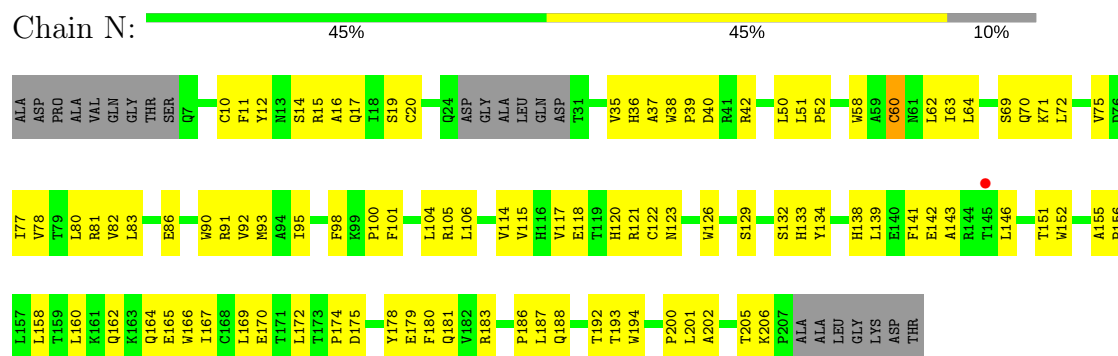 Chain N:
45% 45% 10%
ALA ASP PRO ALA VAL GLN GLY THR SER Q7 C10 F11 Y12 N13 S14 R15 A16 Q17 I18 S19 C20 Q24 ASP GLY ALA LEU GLN ASP T31 V35 H36 A37 W38 P39 D40 R41 R42 L50 L51 P52 W58 A59 C60 N61 L62 I63 L64 S69 Q70 K71 L72 V75 D76
I77 V78 T79 L80 R81 V82 L83 E86 W90 R91 V92 M93 A94 I95 F98 K99 P100 F101 L104 R105 L106 V114 V115 H116 V117 E118 T119 H120 R121 C122 N123 W126 S129 S132 H133 Y134 H138 L139 E140 F141 E142 A143 R144 T145 L146 T151 W152 A155 P156
L157 L158 T159 L160 K161 Q162 K163 Q164 E165 W166 I167 C168 L169 E170 T171 L172 T173 P174 D175 Y178 E179 F180 Q181 V182 R183 P186 L187 Q188 T192 T193 W194 P200 L201 A202 T205 K206 P207 ALA ALA LEU GLY LYS ASP THR